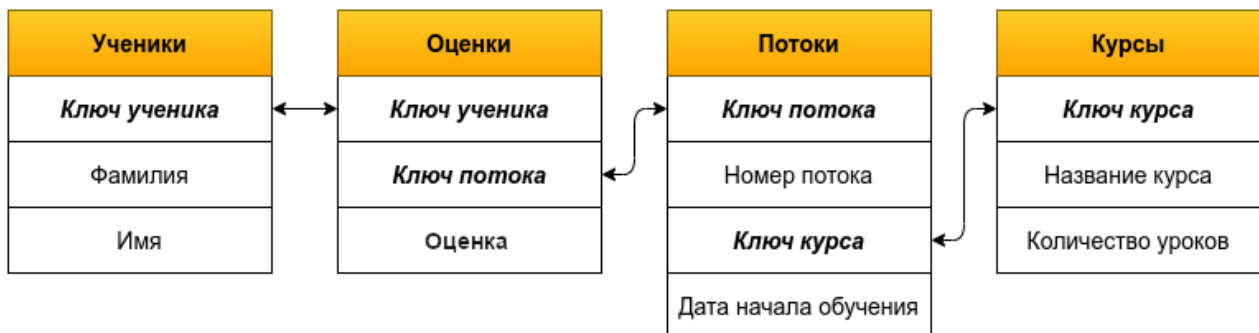 Ученики
Оценки
Потоки
Курсы
Ключ ученика
Ключ ученика
Ключ потока
Ключ курса
Фамилия
Ключ потока
Номер потока
Название курса
Имя
Оценка
Ключ курса
Количество уроков
Дата начала обучения